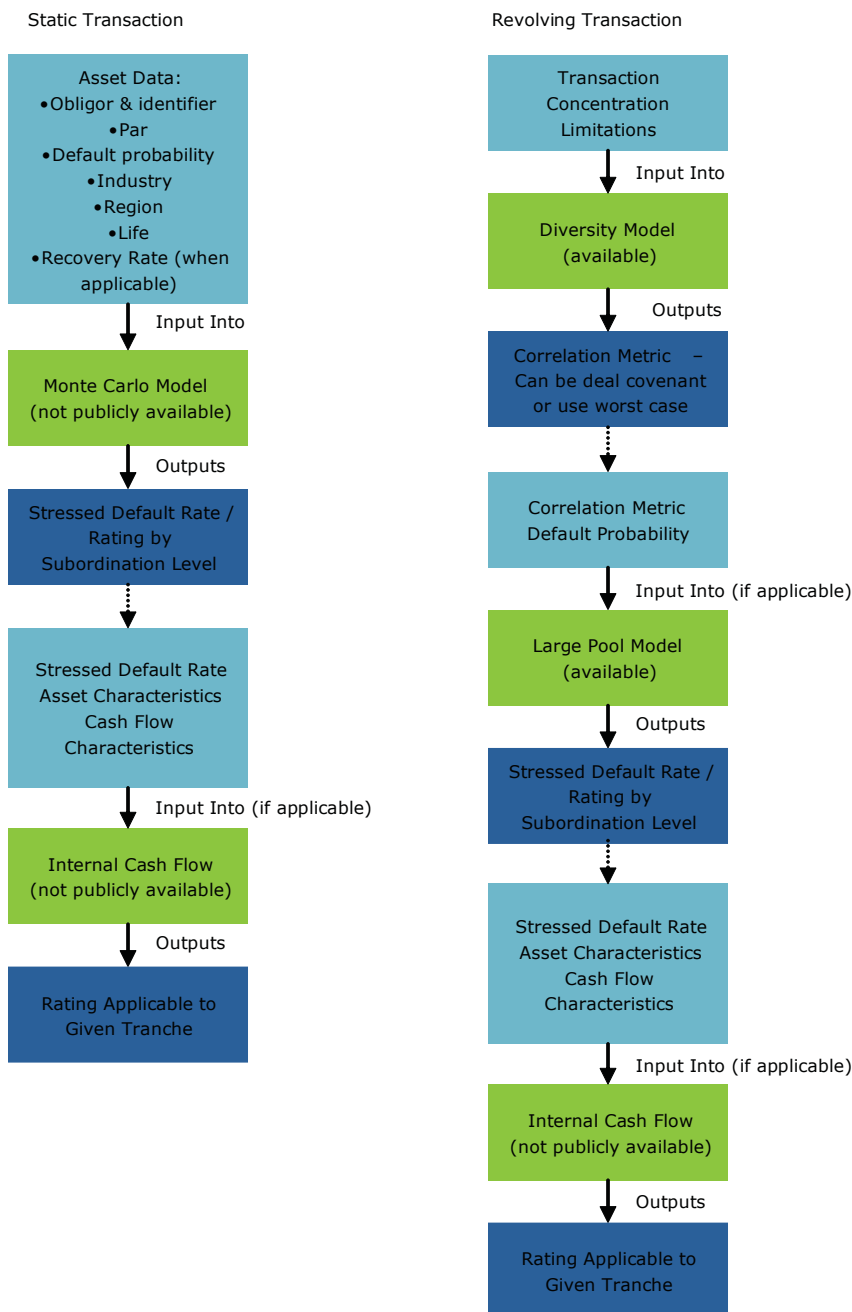 Static Transaction
Asset Data:
•Obligor & identifier
•Par
•Default probability
•Industry
•Region
•Life
•Recovery Rate (when
applicable)
Input Into
Monte Carlo Model
(not publicly available)
Outputs
Stressed Default Rate /
Rating by
Subordination Level
Stressed Default Rate
Asset Characteristics
Cash Flow
Characteristics
Input Into (if applicable)
Internal Cash Flow
(not publicly available)
Outputs
Rating Applicable to
Given Tranche
Revolving Transaction
Transaction
Concentration
Limitations
Input Into
Diversity Model
(available)
Outputs
Correlation Metric –
Can be deal covenant
or use worst case
Correlation Metric
Default Probability
Input Into (if applicable)
Large Pool Model
(available)
Outputs
Stressed Default Rate /
Rating by
Subordination Level
Stressed Default Rate
Asset Characteristics
Cash Flow
Characteristics
Input Into (if applicable)
Internal Cash Flow
(not publicly available)
Outputs
Rating Applicable to
Given Tranche